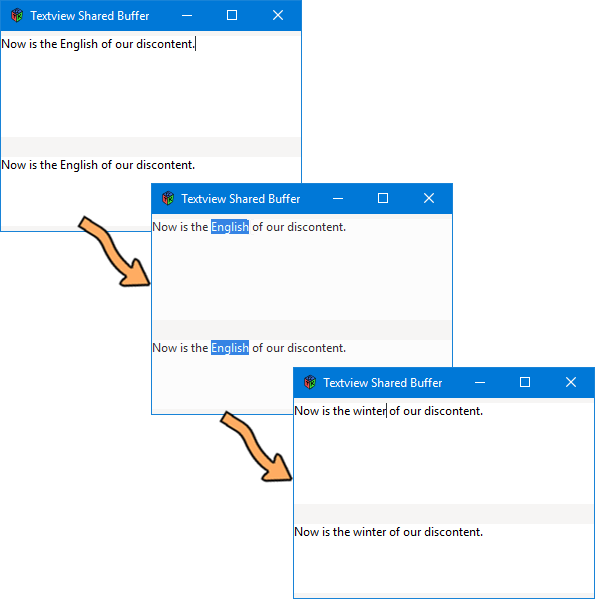 Textview Shared Buffer
Now is the English of our discontent.
Now is the English of our discontent.
Textview Shared Buffer
Now is the English of our discontent.
Now is the English of our discontent.
Textview Shared Buffer
Now is the winter of our discontent.
Now is the winter of our discontent.